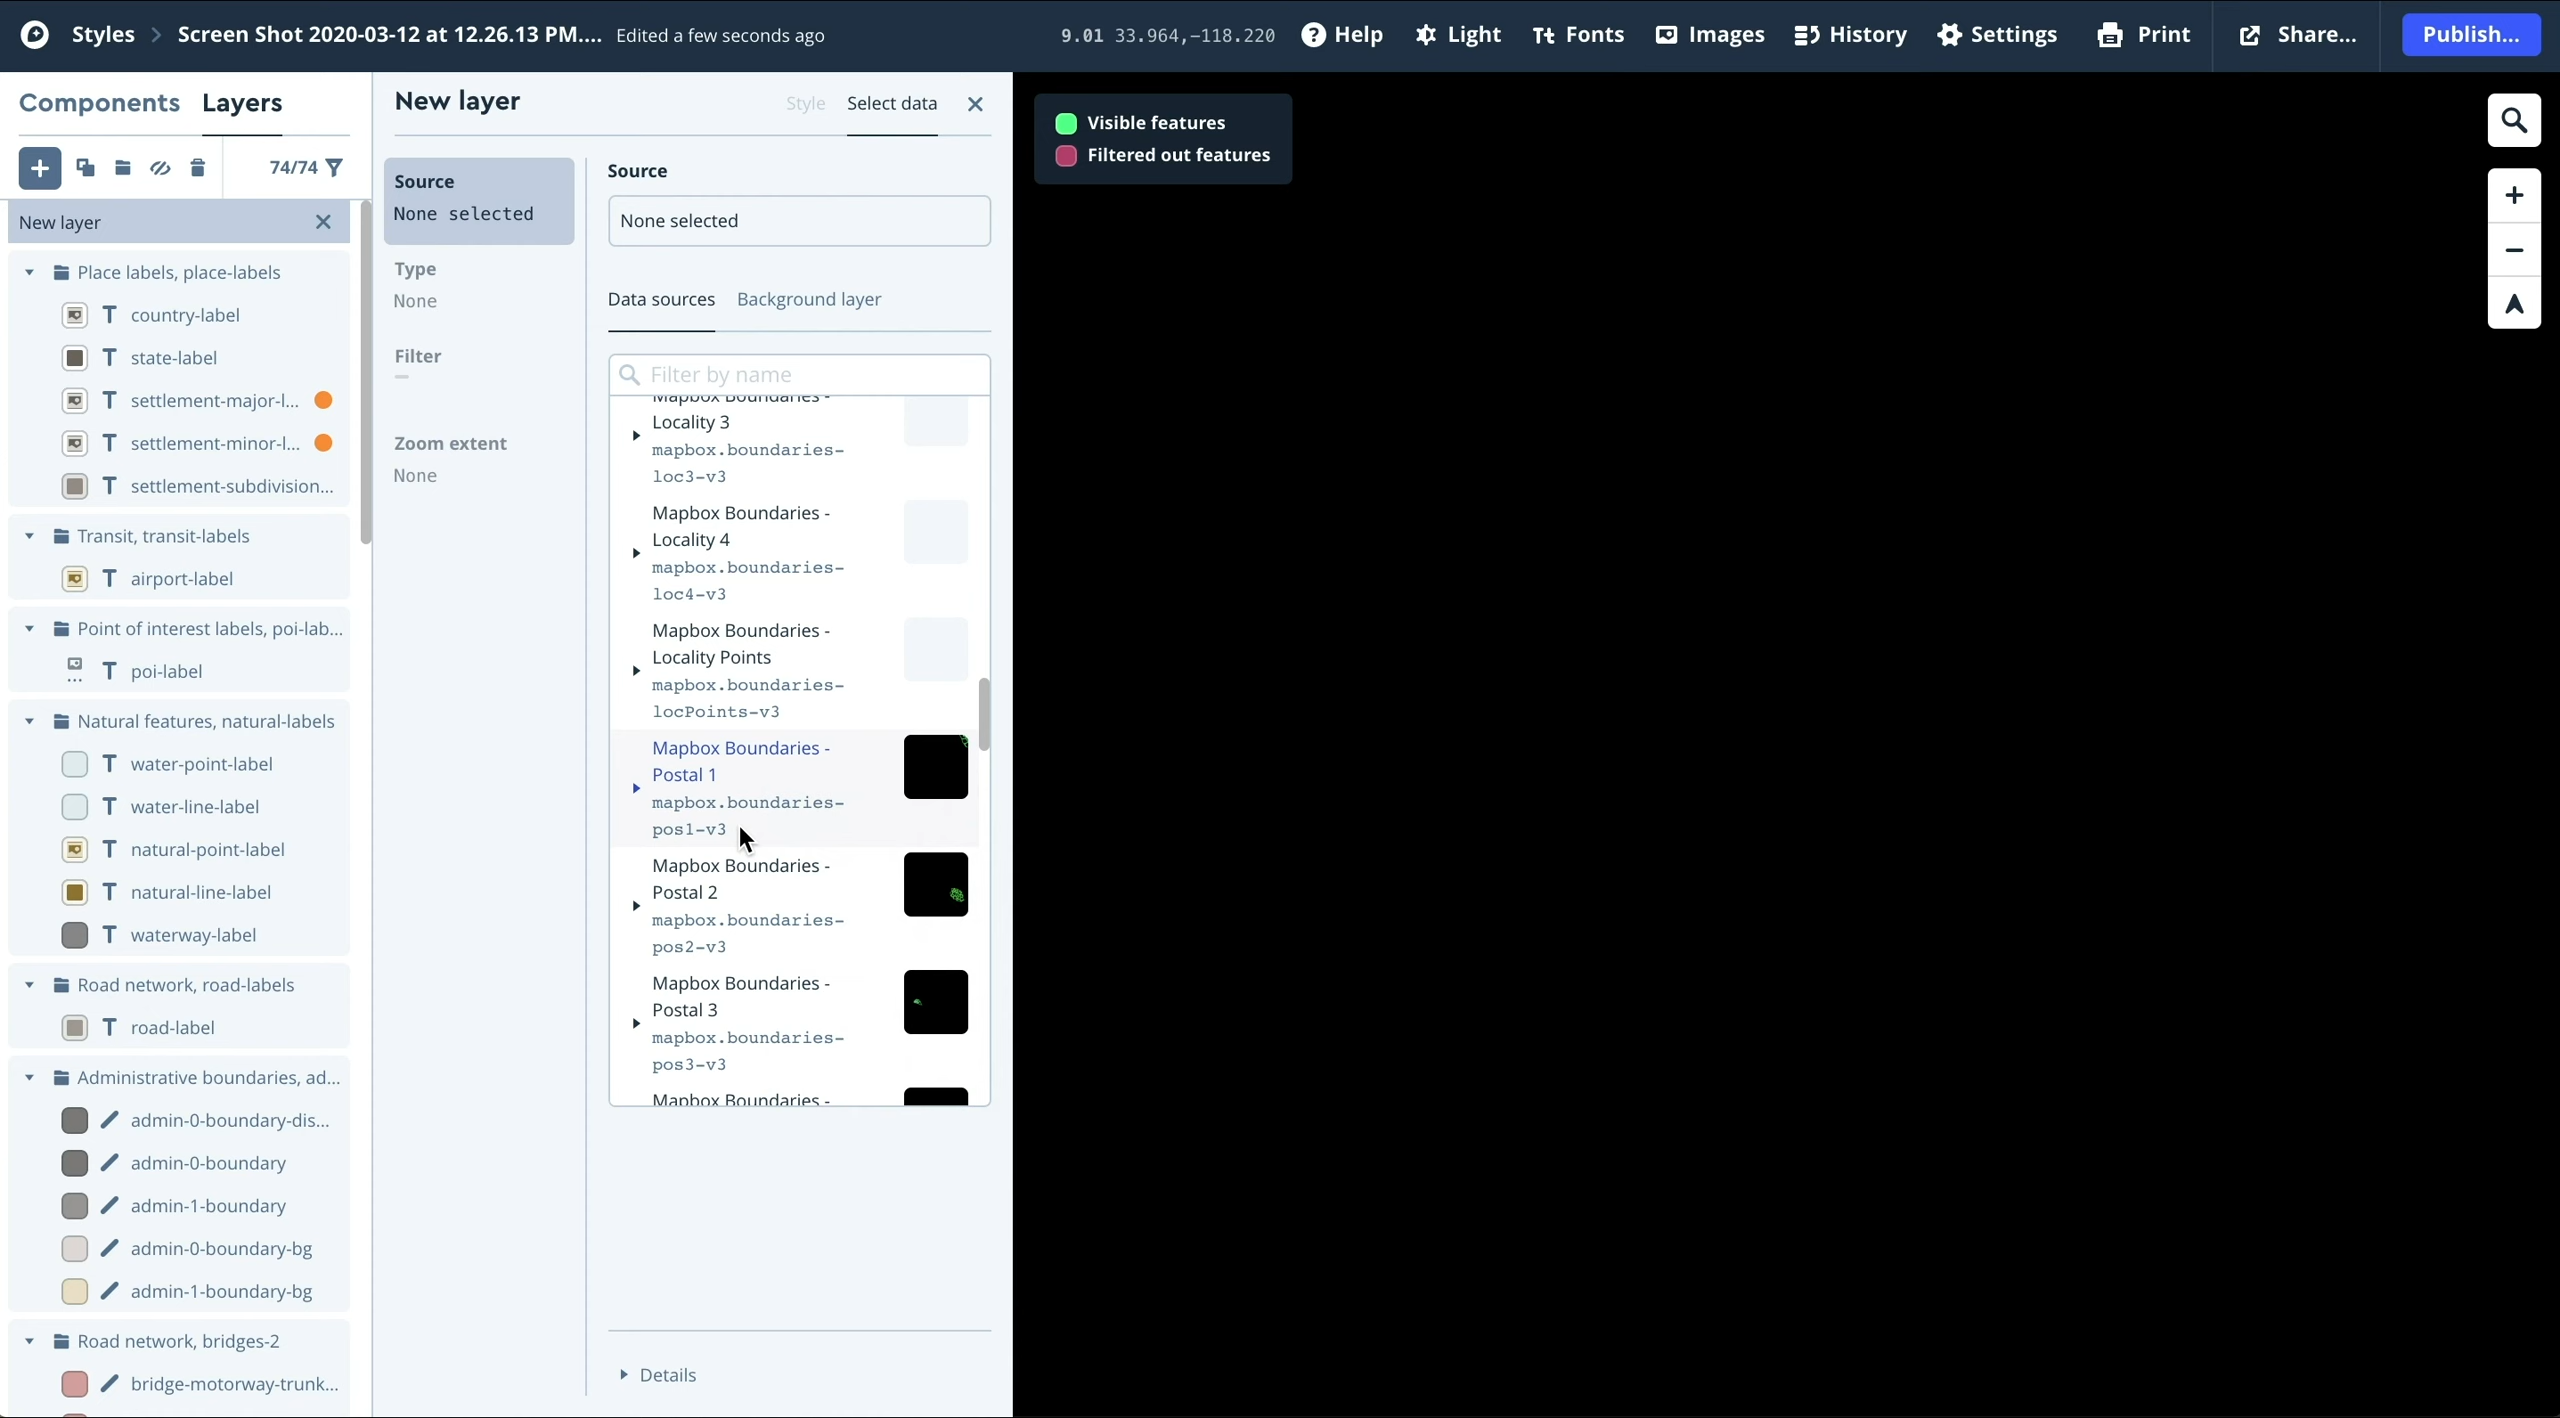 Styles > Screen Shot 2020-03-12 at 12.26.13 PM.... Edited a few seconds ago
9.01 33.964,-118.220 Help Light Fonts Images History Settings Print Share... Publish...
Components Layers
74/74
New layer
Place labels, place-labels
country-label
state-label
settlement-major-l...
settlement-minor-l...
settlement-subdivision...
Transit, transit-labels
airport-label
Point of interest labels, poi-lab...
poi-label
Natural features, natural-labels
water-point-label
water-line-label
natural-point-label
natural-line-label
waterway-label
Road network, road-labels
road-label
Administrative boundaries, ad...
admin-0-boundary-dis...
admin-0-boundary
admin-1-boundary
admin-0-boundary-bg
admin-1-boundary-bg
Road network, bridges-2
bridge-motorway-trunk...
New layer
Style Select data
Source
None selected
Type
None
Filter
–
Zoom extent
None
Source
None selected
Data sources Background layer
Filter by name
Mapbox Boundaries -
Locality 3
mapbox.boundaries-
loc3-v3
Mapbox Boundaries -
Locality 4
mapbox.boundaries-
loc4-v3
Mapbox Boundaries -
Locality Points
mapbox.boundaries-
locPoints-v3
Mapbox Boundaries -
Postal 1
mapbox.boundaries-
pos1-v3
Mapbox Boundaries -
Postal 2
mapbox.boundaries-
pos2-v3
Mapbox Boundaries -
Postal 3
mapbox.boundaries-
pos3-v3
Mapbox Boundaries -
Details
Visible features
Filtered out features